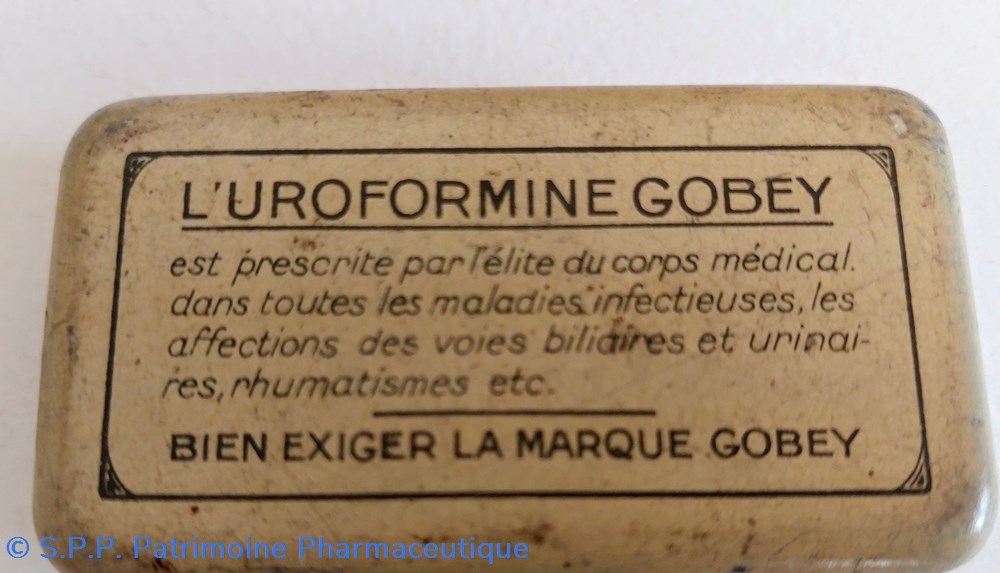 L'UROFORMINE GOBEY
est prescrite par l'élite du corps médical.
dans toutes les maladies infectieuses, les
affections des voies biliaires et urinai-
res, rhumatismes etc.
BIEN EXIGER LA MARQUE GOBEY
© S.P.P. Patrimoine Pharmaceutique